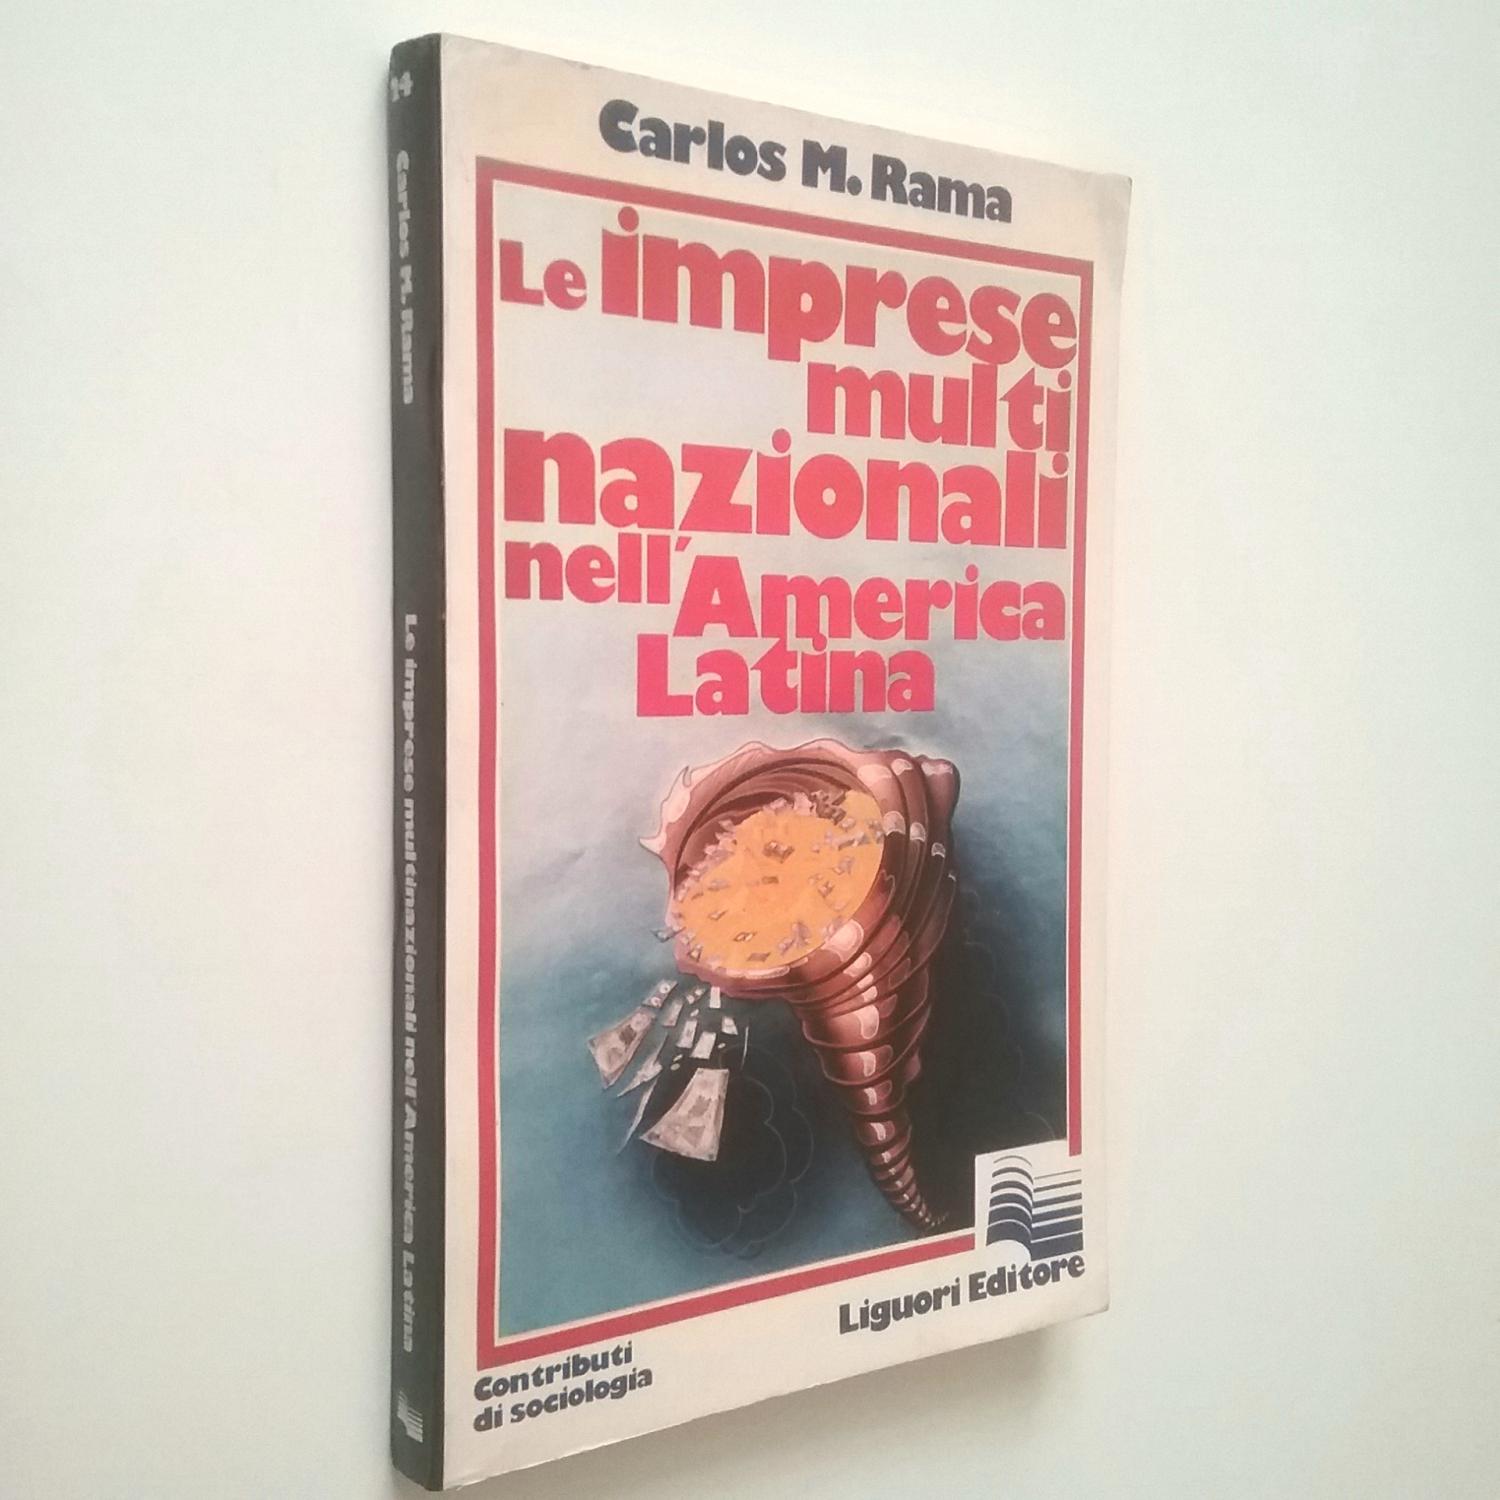 Carlos M. Rama
Le imprese
multi
nazionali
nell'America
Latina
Liguori Editore
Contributi
di sociologia
14
Carlos M. Rama
Le imprese multinazionali nell'America Latina